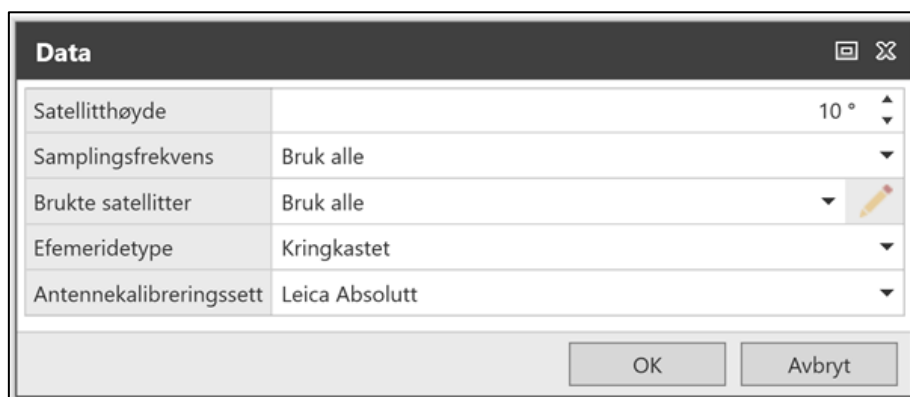 Data
Satellitthøyde 10 °
Samplingsfrekvens Bruk alle
Brukte satellitter Bruk alle
Efemeridetype Kringkastet
Antennekalibreringssett Leica Absolutt
OK Avbryt